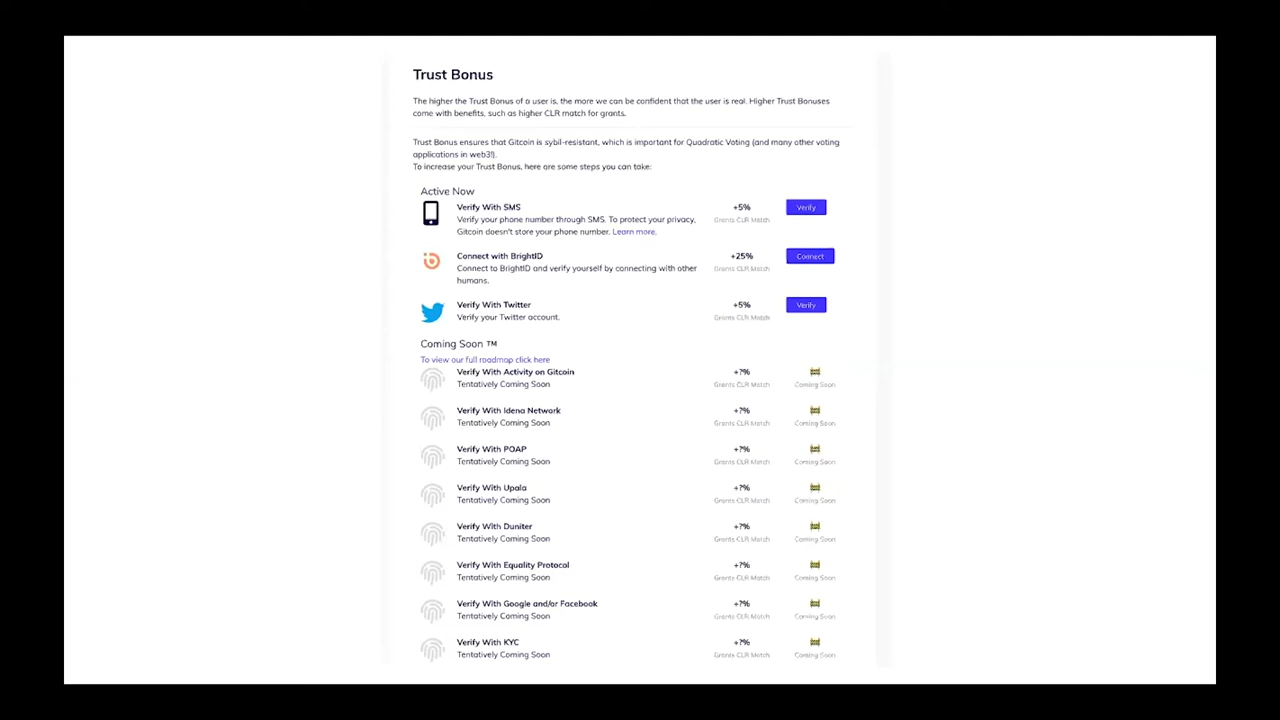 Trust Bonus
The higher the Trust Bonus of a user is, the more we can be confident that the user is real. Higher Trust Bonuses
come with benefits, such as higher CLR match for grants.
Trust Bonus ensures that Gitcoin is sybil-resistant, which is important for Quadratic Voting (and many other voting
applications in web3!).
To increase your Trust Bonus, here are some steps you can take:
Active Now
Verify With SMS +5% Verify
Verify your phone number through SMS. To protect your privacy, Grants CLR Match
Gitcoin doesn't store your phone number. Learn more.
Connect with BrightID +25% Connect
Connect to BrightID and verify yourself by connecting with other Grants CLR Match
humans.
Verify With Twitter +5% Verify
Verify your Twitter account. Grants CLR Match
Coming Soon ™
To view our full roadmap click here
Verify With Activity on Gitcoin +?%
Tentatively Coming Soon Grants CLR Match Coming Soon
Verify With Idena Network +?%
Tentatively Coming Soon Grants CLR Match Coming Soon
Verify With POAP +?%
Tentatively Coming Soon Grants CLR Match Coming Soon
Verify With Upala +?%
Tentatively Coming Soon Grants CLR Match Coming Soon
Verify With Duniter +?%
Tentatively Coming Soon Grants CLR Match Coming Soon
Verify With Equality Protocol +?%
Tentatively Coming Soon Grants CLR Match Coming Soon
Verify With Google and/or Facebook +?%
Tentatively Coming Soon Grants CLR Match Coming Soon
Verify With KYC +?%
Tentatively Coming Soon Grants CLR Match Coming Soon